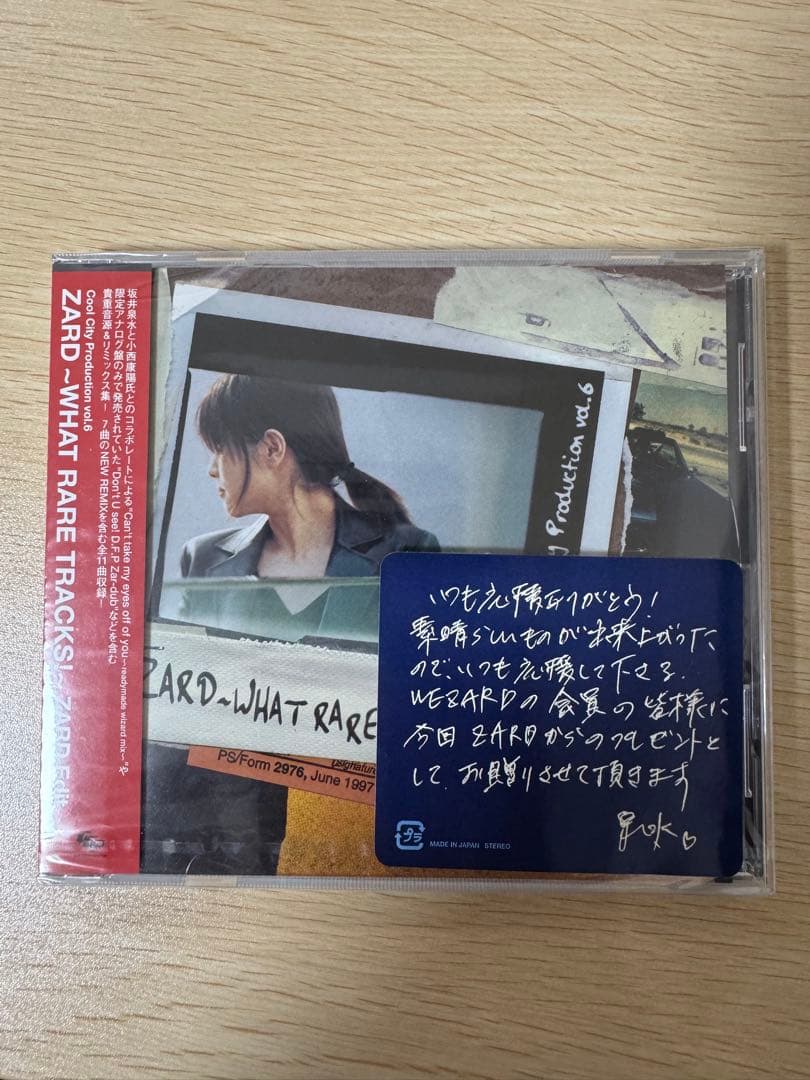 坂井泉水と小西康陽氏とのコラボレートによる"Can't take my eyes off of you～readymade wizard mix～"や
限定アナログ盤のみで発売されていた"Don't U see! D.F.P Zar-dub"などを含む
貴重音源&リミックス集！ 7曲のNEW REMIXを含む全11曲収録！
Cool City Production vol.6
ZARD～WHAT RARE TRACKS!～ZARD Edit
y Production vol.6
ZARD～WHAT RARE
PS/Form 2976, June 1997
いつも応援ありがとう！
素晴らしいものが出来上がった
ので、いつも応援して下さる、
WEZARDの会員の皆様に
今回ZARDからのプレゼントと
して、お贈りさせて頂きます
泉水♡
プラ
MADE IN JAPAN STEREO